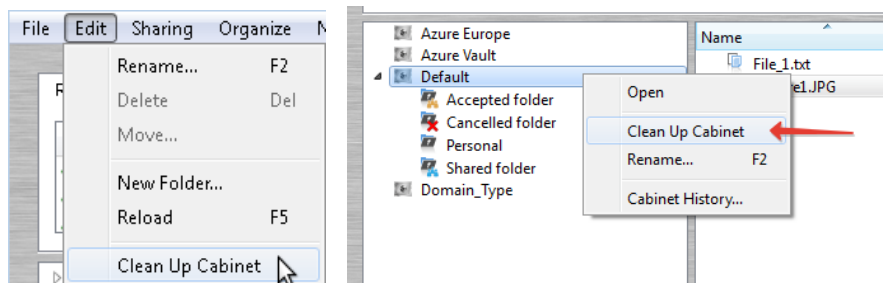 File Edit Sharing Organize
Rename... F2
Delete Del
Move...
New Folder...
Reload F5
Clean Up Cabinet
Azure Europe
Azure Vault
Default
Accepted folder
Cancelled folder
Personal
Shared folder
Domain_Type
Open
Clean Up Cabinet
Rename... F2
Cabinet History...
Name
File_1.txt
e1.JPG